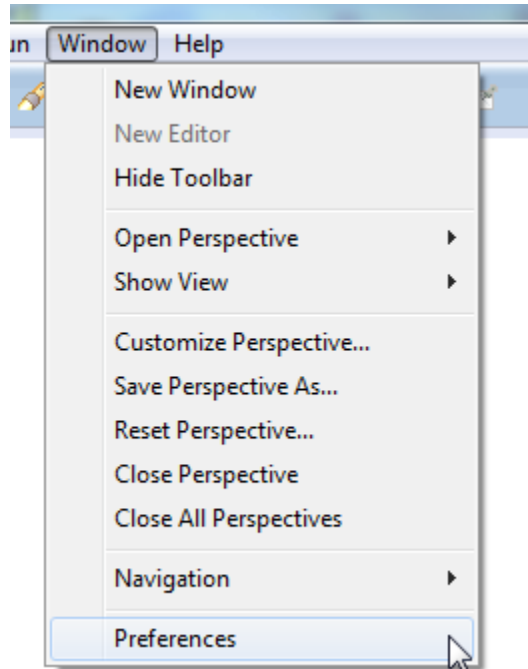 un Window Help
New Window
New Editor
Hide Toolbar
Open Perspective
Show View
Customize Perspective...
Save Perspective As...
Reset Perspective...
Close Perspective
Close All Perspectives
Navigation
Preferences